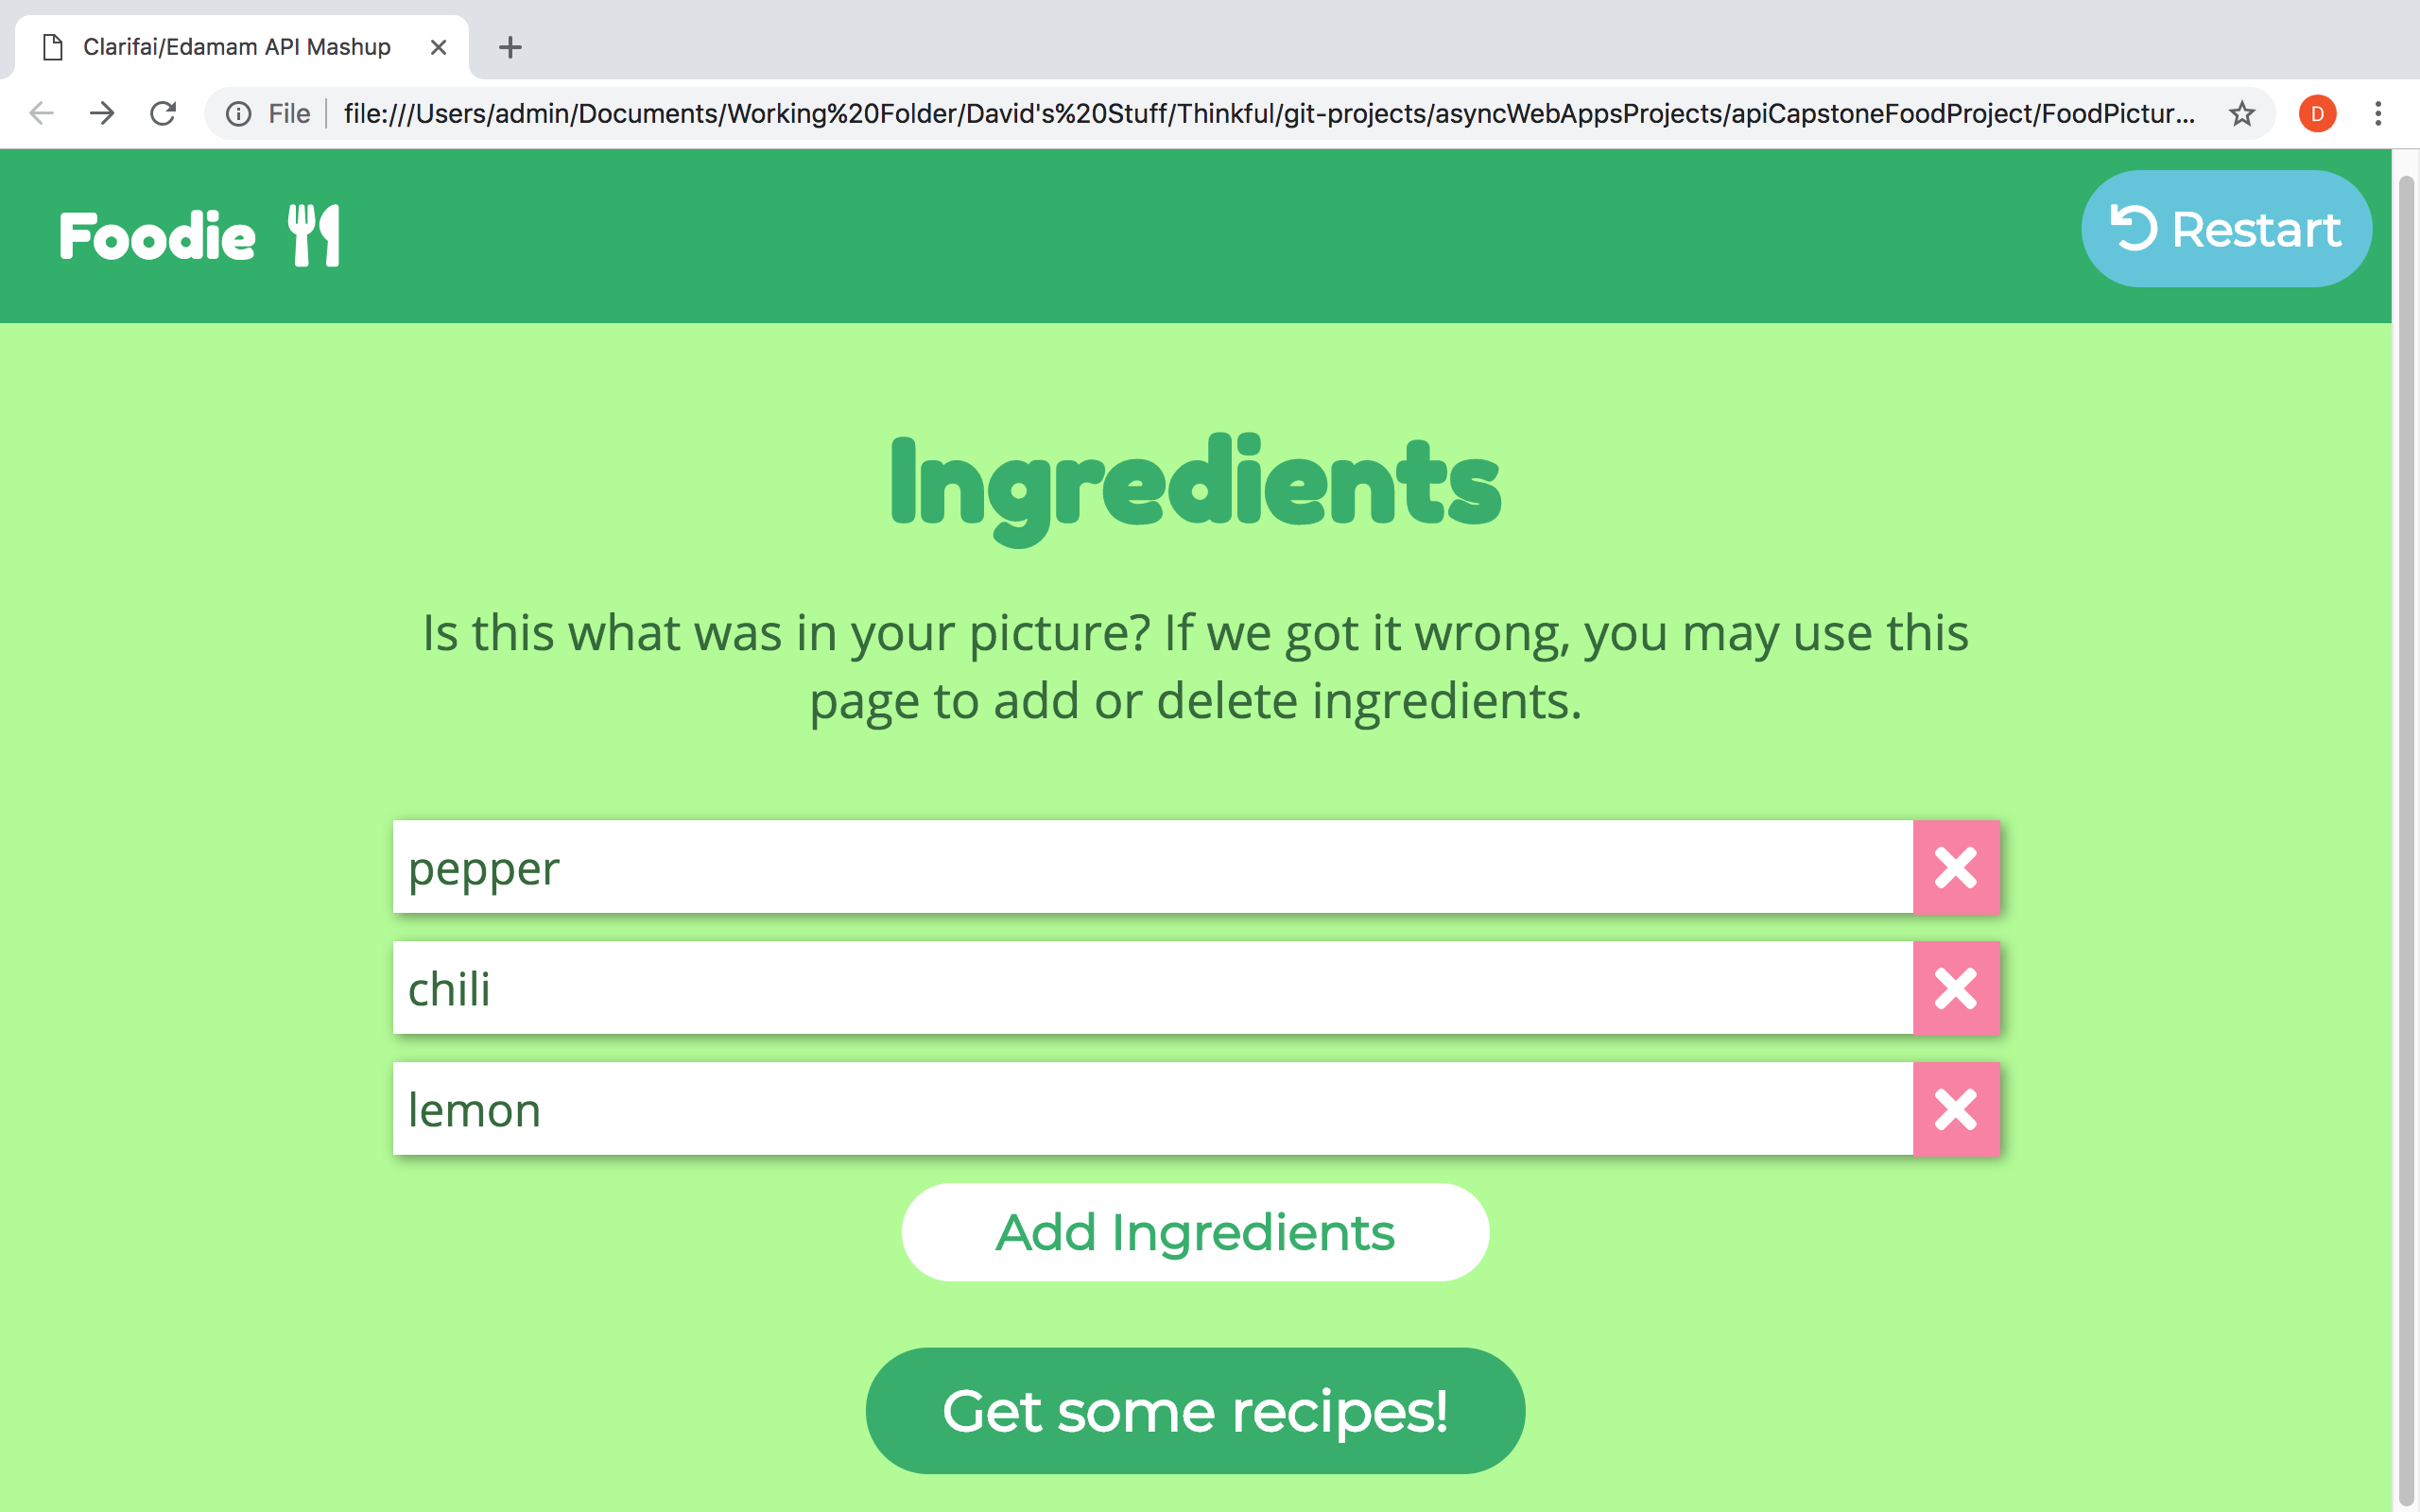 Clarifai/Edamam API Mashup
File file:///Users/admin/Documents/Working%20Folder/David's%20Stuff/Thinkful/git-projects/asyncWebAppsProjects/apiCapstoneFoodProject/FoodPictur...
D
Foodie
Restart
Ingredients
Is this what was in your picture? If we got it wrong, you may use this
page to add or delete ingredients.
pepper
chili
lemon
Add Ingredients
Get some recipes!